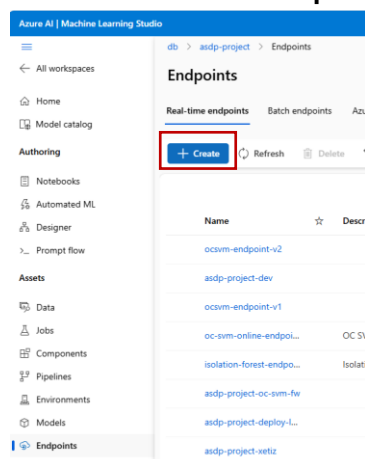 Azure AI | Machine Learning Studio
db > asdp-project > Endpoints
All workspaces
Endpoints
Home
Model catalog
Real-time endpoints Batch endpoints Azu
Authoring
+ Create Refresh Delete
Notebooks
Automated ML
Designer
Name Descr
>_ Prompt flow
ocsvm-endpoint-v2
Assets
asdp-project-dev
Data
ocsvm-endpoint-v1
Jobs
oc-svm-online-endpoi... OC SV
Components
isolation-forest-endpo... Isolat
Pipelines
asdp-project-oc-svm-fw
Environments
Models
asdp-project-deploy-l...
Endpoints
asdp-project-xetiz